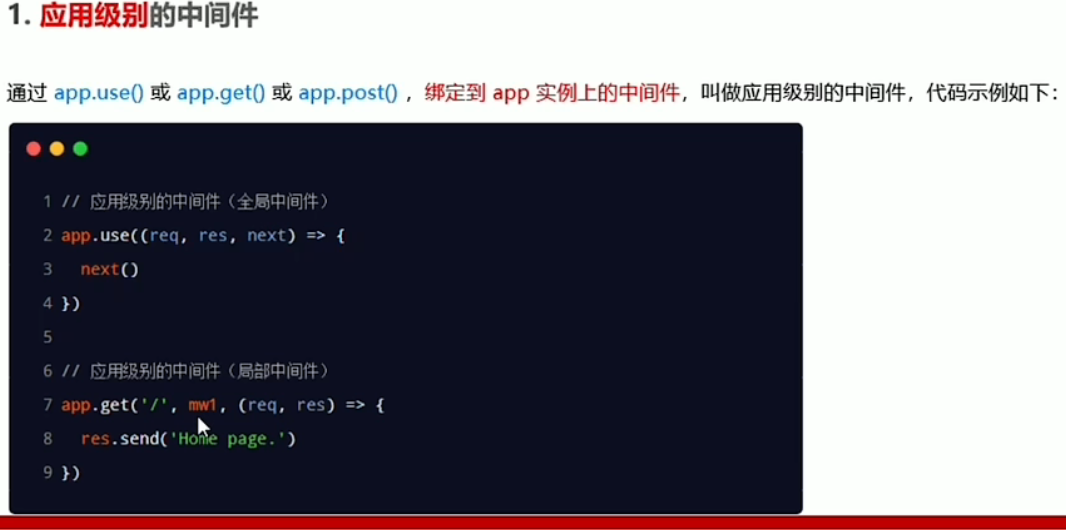 1. 应用级别的中间件
通过 app.use() 或 app.get() 或 app.post() ，绑定到 app 实例上的中间件，叫做应用级别的中间件，代码示例如下：
1 // 应用级别的中间件（全局中间件）
2 app.use((req, res, next) => {
3   next()
4 })
5
6 // 应用级别的中间件（局部中间件）
7 app.get('/', mw1, (req, res) => {
8   res.send('Home page.')
9 })